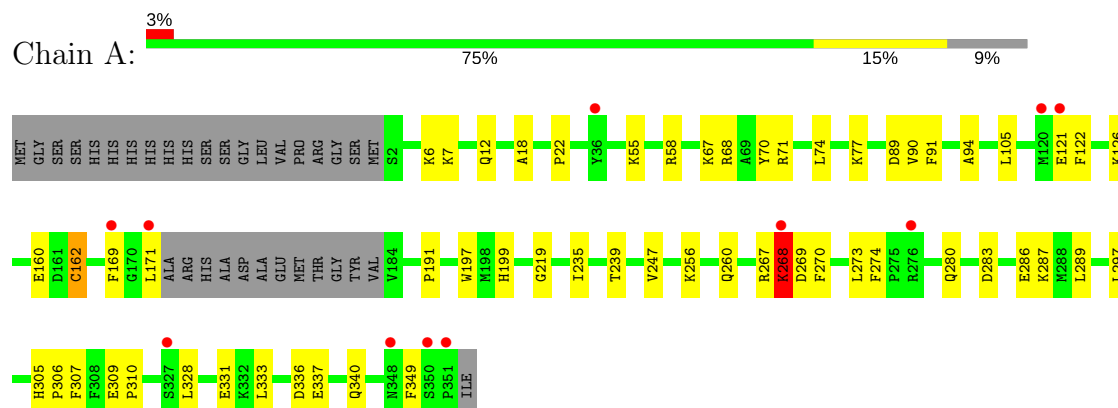 3%
Chain A:
75% 15% 9%
MET GLY SER SER HIS HIS HIS HIS HIS HIS SER SER GLY LEU VAL PRO ARG GLY SER MET S2 K6 K7 Q12 A18 P22 Y36 K55 R58 K67 R68 A69 Y70 R71 L74 K77 D89 V90 F91 A94 L105 M120 E121 F122 K126
E160 D161 C162 F169 G170 L171 ALA ARG HIS ALA ASP ALA GLU MET THR GLY TYR VAL V184 P191 W197 M198 H199 G219 I235 T239 V247 K256 Q260 R267 K268 D269 F270 L273 F274 P275 R276 Q280 D283 E286 K287 M288 L289 L297
H305 P306 F307 F308 E309 P310 S327 L328 E331 K332 L333 D336 E337 Q340 N348 F349 S350 P351 ILE